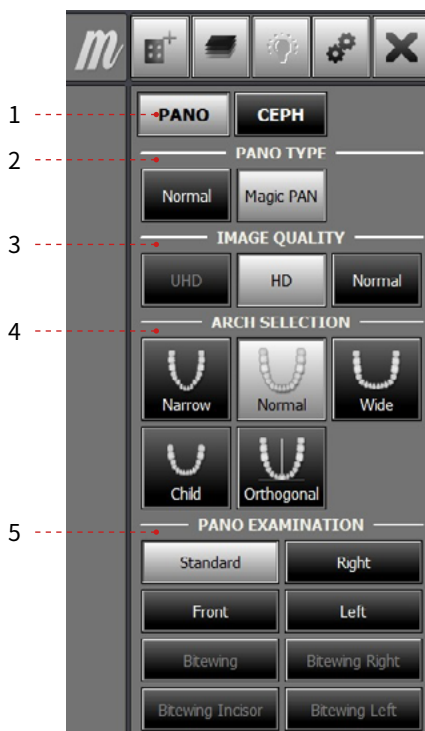 m
1
PANO CEPH
2
PANO TYPE
Normal Magic PAN
3
IMAGE QUALITY
UHD HD Normal
4
ARCH SELECTION
Narrow Normal Wide
Child Orthogonal
5
PANO EXAMINATION
Standard Right
Front Left
Bitewing Bitewing Right
Bitewing Incisor Bitewing Left